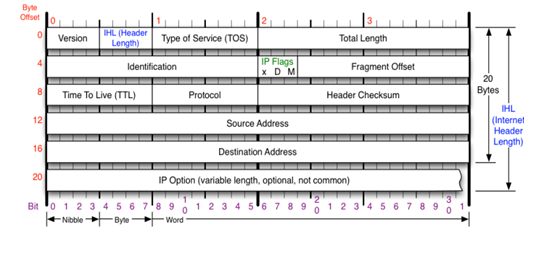 Byte
Offset
0 1 2 3
0 Version IHL (Header Length) Type of Service (TOS) Total Length
4 Identification IP Flags x D M Fragment Offset
8 Time To Live (TTL) Protocol Header Checksum
12 Source Address
16 Destination Address
20 IP Option (variable length, optional, not common)
20
Bytes
IHL
(Internet
Header
Length)
Bit 0 1 2 3 4 5 6 7 8 9 1 0 1 2 3 4 5 6 7 8 9 2 0 1 2 3 4 5 6 7 8 9 3 0 1
Nibble Byte Word